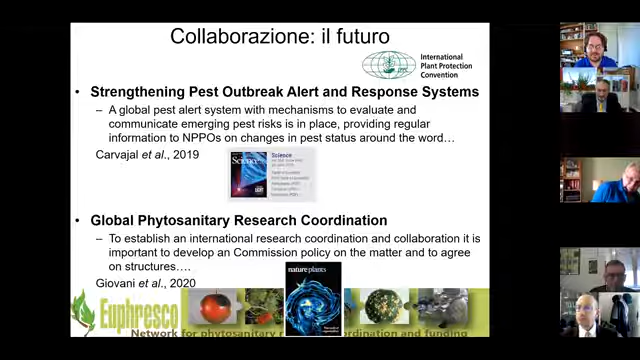 Collaborazione: il futuro
International
Plant Protection
Convention
• Strengthening Pest Outbreak Alert and Response Systems
– A global pest alert system with mechanisms to evaluate and
communicate emerging pest risks is in place, providing regular
information to NPPOs on changes in pest status around the word…
Carvajal et al., 2019
Science
Science
• Global Phytosanitary Research Coordination
– To establish an international research coordination and collaboration it is
important to develop an Commission policy on the matter and to agree
on structures….
Giovani et al., 2020
nature plants
Euphresco
Network for phytosanitary
ordination and funding